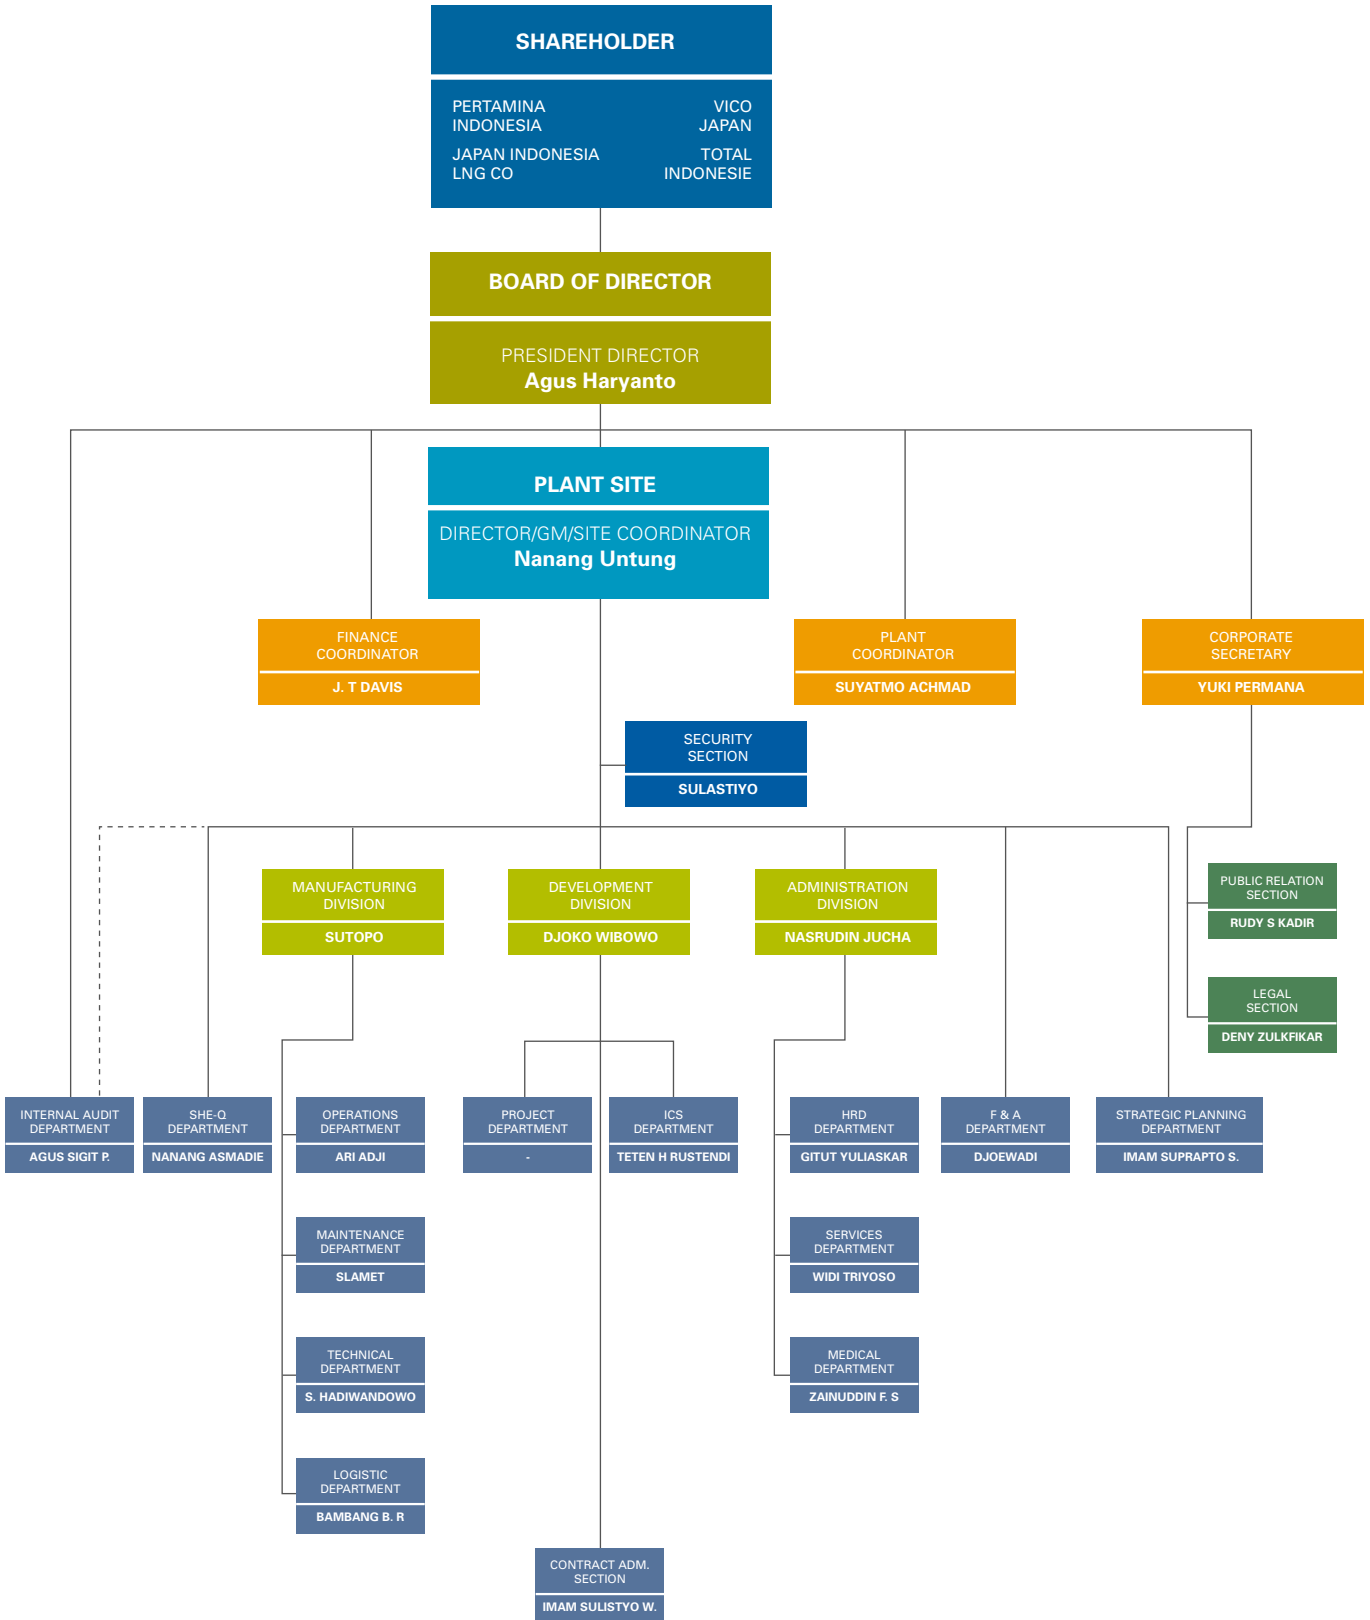 SHAREHOLDER
PERTAMINA
INDONESIA
VICO
JAPAN
JAPAN INDONESIA
LNG CO
TOTAL
INDONESIE
BOARD OF DIRECTOR
PRESIDENT DIRECTOR
Agus Haryanto
PLANT SITE
DIRECTOR/GM/SITE COORDINATOR
Nanang Untung
FINANCE
COORDINATOR
J. T DAVIS
PLANT
COORDINATOR
SUYATMO ACHMAD
CORPORATE
SECRETARY
YUKI PERMANA
SECURITY
SECTION
SULASTIYO
MANUFACTURING
DIVISION
SUTOPO
DEVELOPMENT
DIVISION
DJOKO WIBOWO
ADMINISTRATION
DIVISION
NASRUDIN JUCHA
PUBLIC RELATION
SECTION
RUDY S KADIR
LEGAL
SECTION
DENY ZULKFIKAR
INTERNAL AUDIT
DEPARTMENT
AGUS SIGIT P.
SHE-Q
DEPARTMENT
NANANG ASMADIE
OPERATIONS
DEPARTMENT
ARI ADJI
PROJECT
DEPARTMENT
-
ICS
DEPARTMENT
TETEN H RUSTENDI
HRD
DEPARTMENT
GITUT YULIASKAR
F & A
DEPARTMENT
DJOEWADI
STRATEGIC PLANNING
DEPARTMENT
IMAM SUPRAPTO S.
MAINTENANCE
DEPARTMENT
SLAMET
SERVICES
DEPARTMENT
WIDI TRIYOSO
TECHNICAL
DEPARTMENT
S. HADIWANDOWO
MEDICAL
DEPARTMENT
ZAINUDDIN F. S
LOGISTIC
DEPARTMENT
BAMBANG B. R
CONTRACT ADM.
SECTION
IMAM SULISTYO W.